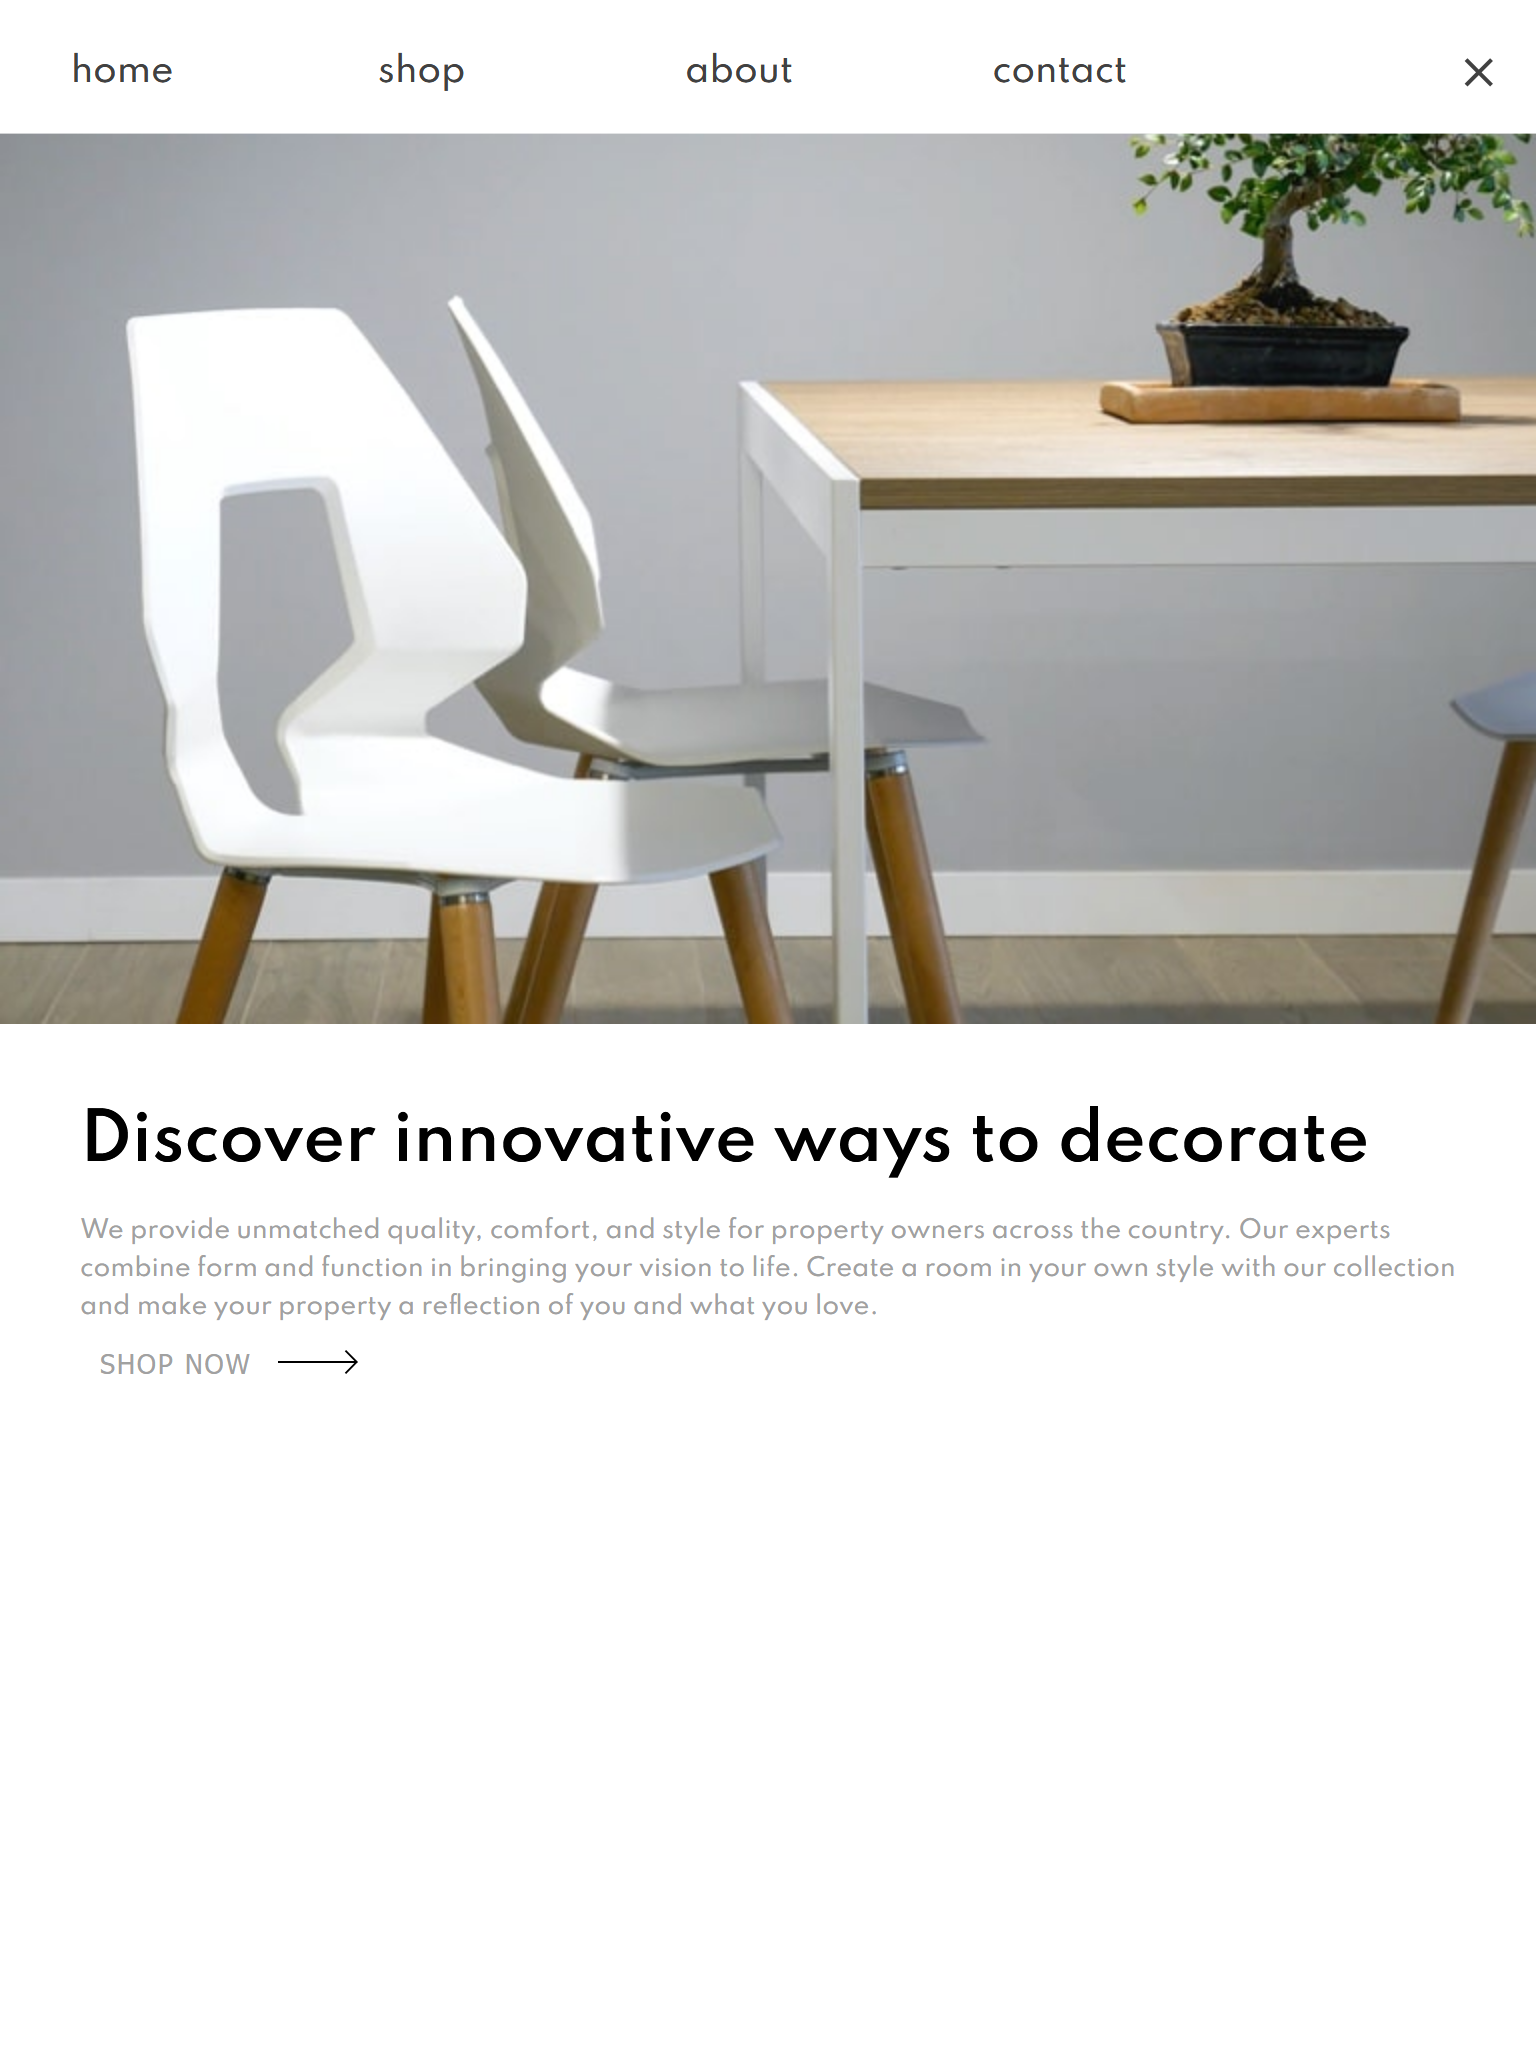 home shop about contact
Discover innovative ways to decorate
We provide unmatched quality, comfort, and style for property owners across the country. Our experts
combine form and function in bringing your vision to life. Create a room in your own style with our collection
and make your property a reflection of you and what you love.
SHOP NOW